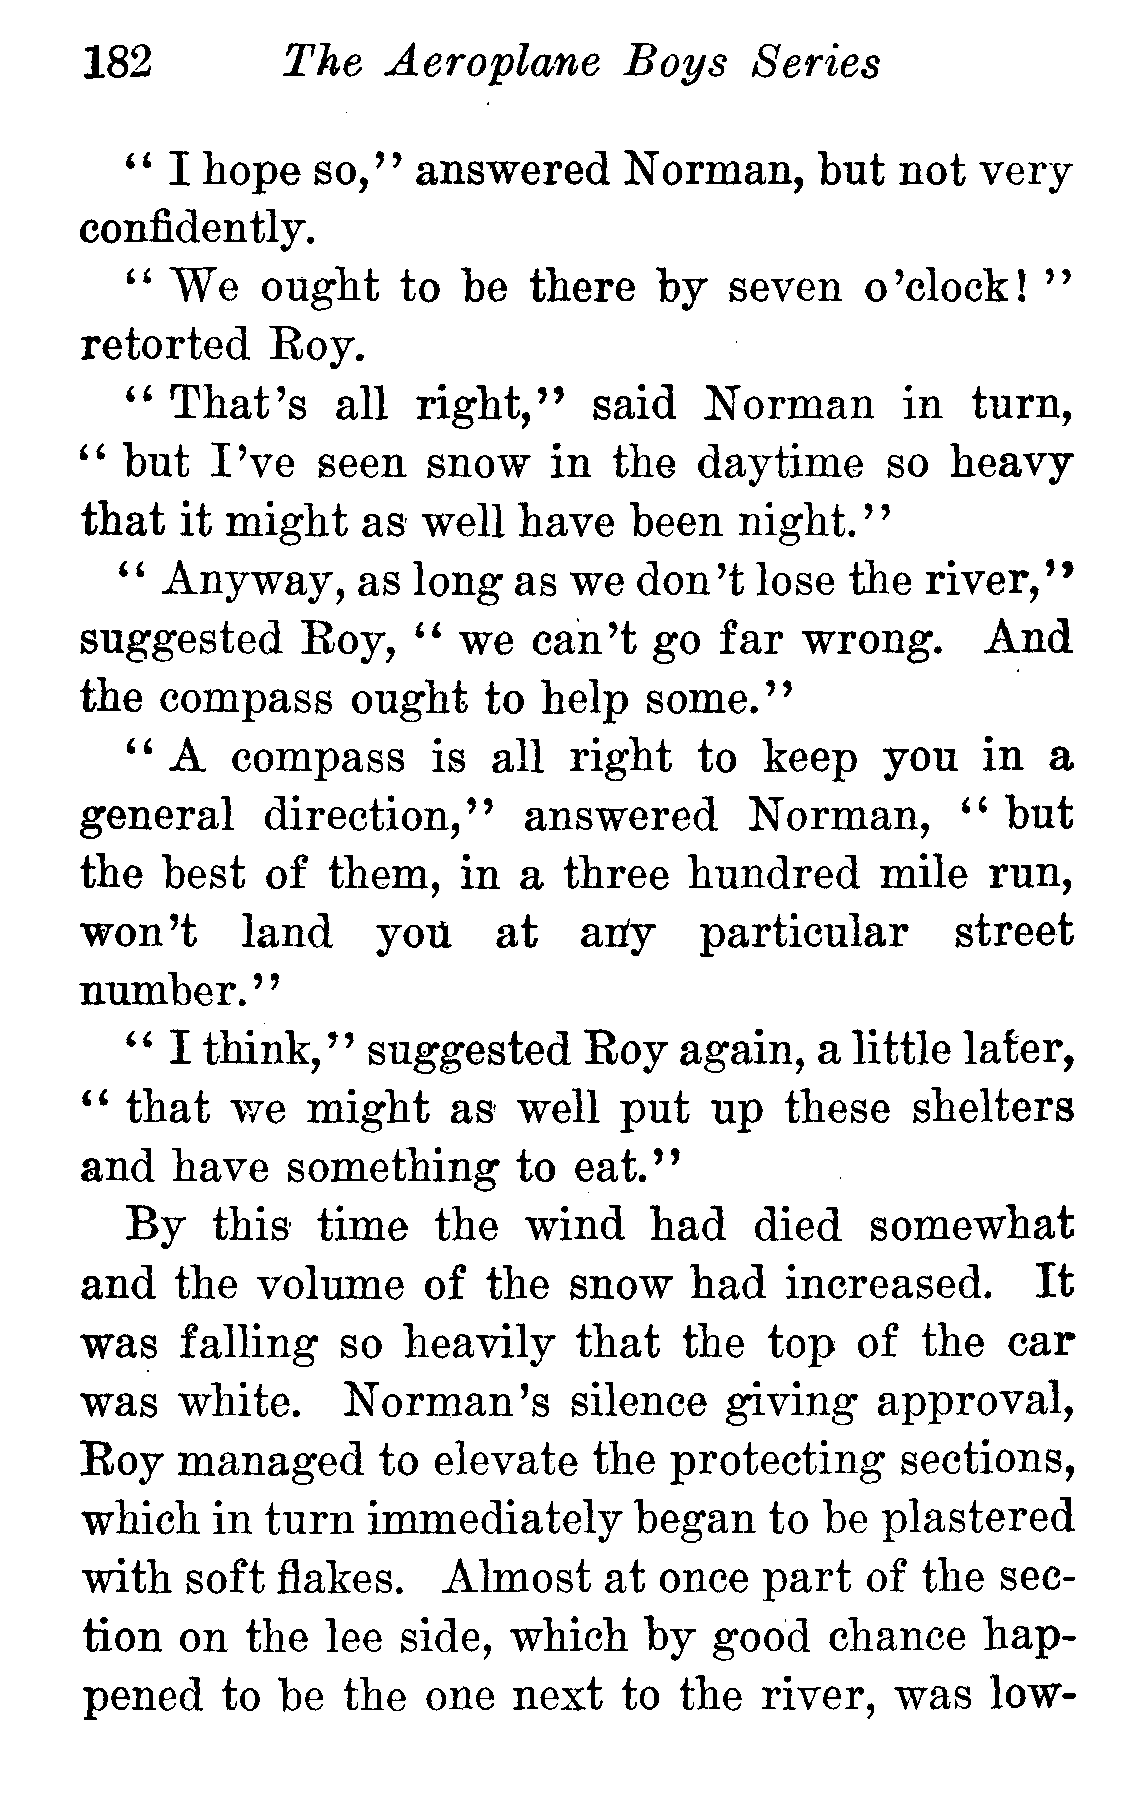 182 The Aeroplane Boys Series
“ I hope so,” answered Norman, but not very
confidently.
“ We ought to be there by seven o’clock! ”
retorted Roy.
“ That’s all right,” said Norman in turn,
“ but I’ve seen snow in the daytime so heavy
that it might as well have been night.”
“ Anyway, as long as we don’t lose the river,”
suggested Roy, “ we can’t go far wrong. And
the compass ought to help some.”
“ A compass is all right to keep you in a
general direction,” answered Norman, “ but
the best of them, in a three hundred mile run,
won’t land you at any particular street
number.”
“ I think,” suggested Roy again, a little later,
“ that we might as well put up these shelters
and have something to eat.”
By this time the wind had died somewhat
and the volume of the snow had increased. It
was falling so heavily that the top of the car
was white. Norman’s silence giving approval,
Roy managed to elevate the protecting sections,
which in turn immediately began to be plastered
with soft flakes. Almost at once part of the sec-
tion on the lee side, which by good chance hap-
pened to be the one next to the river, was low-